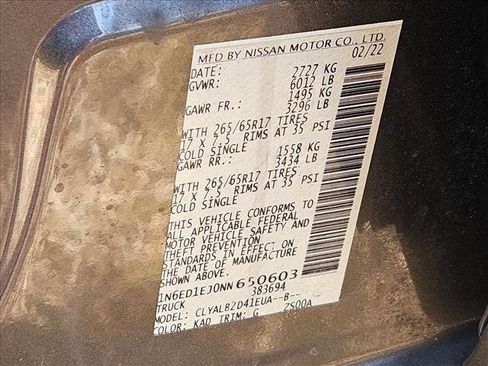 MFD BY NISSAN MOTOR CO., LTD.
DATE: 02/22
GVWR: 2727 KG
6012 LB
GAWR FR.: 1495 KG
3296 LB
WITH 265/65R17 TIRES
17 X 7.5 RIMS AT 35 PSI
COLD SINGLE
GAWR RR.: 1558 KG
3434 LB
WITH 265/65R17 TIRES
17 X 7.5 RIMS AT 35 PSI
COLD SINGLE
THIS VEHICLE CONFORMS TO
ALL APPLICABLE FEDERAL
MOTOR VEHICLE SAFETY AND
THEFT PREVENTION
STANDARDS IN EFFECT ON
THE DATE OF MANUFACTURE
SHOWN ABOVE.
1N6ED1EJ0NN650603
TRUCK 383694
MODEL: CLYALB2D41EUA--B--
COLOR: KAD TRIM: G ZS00A